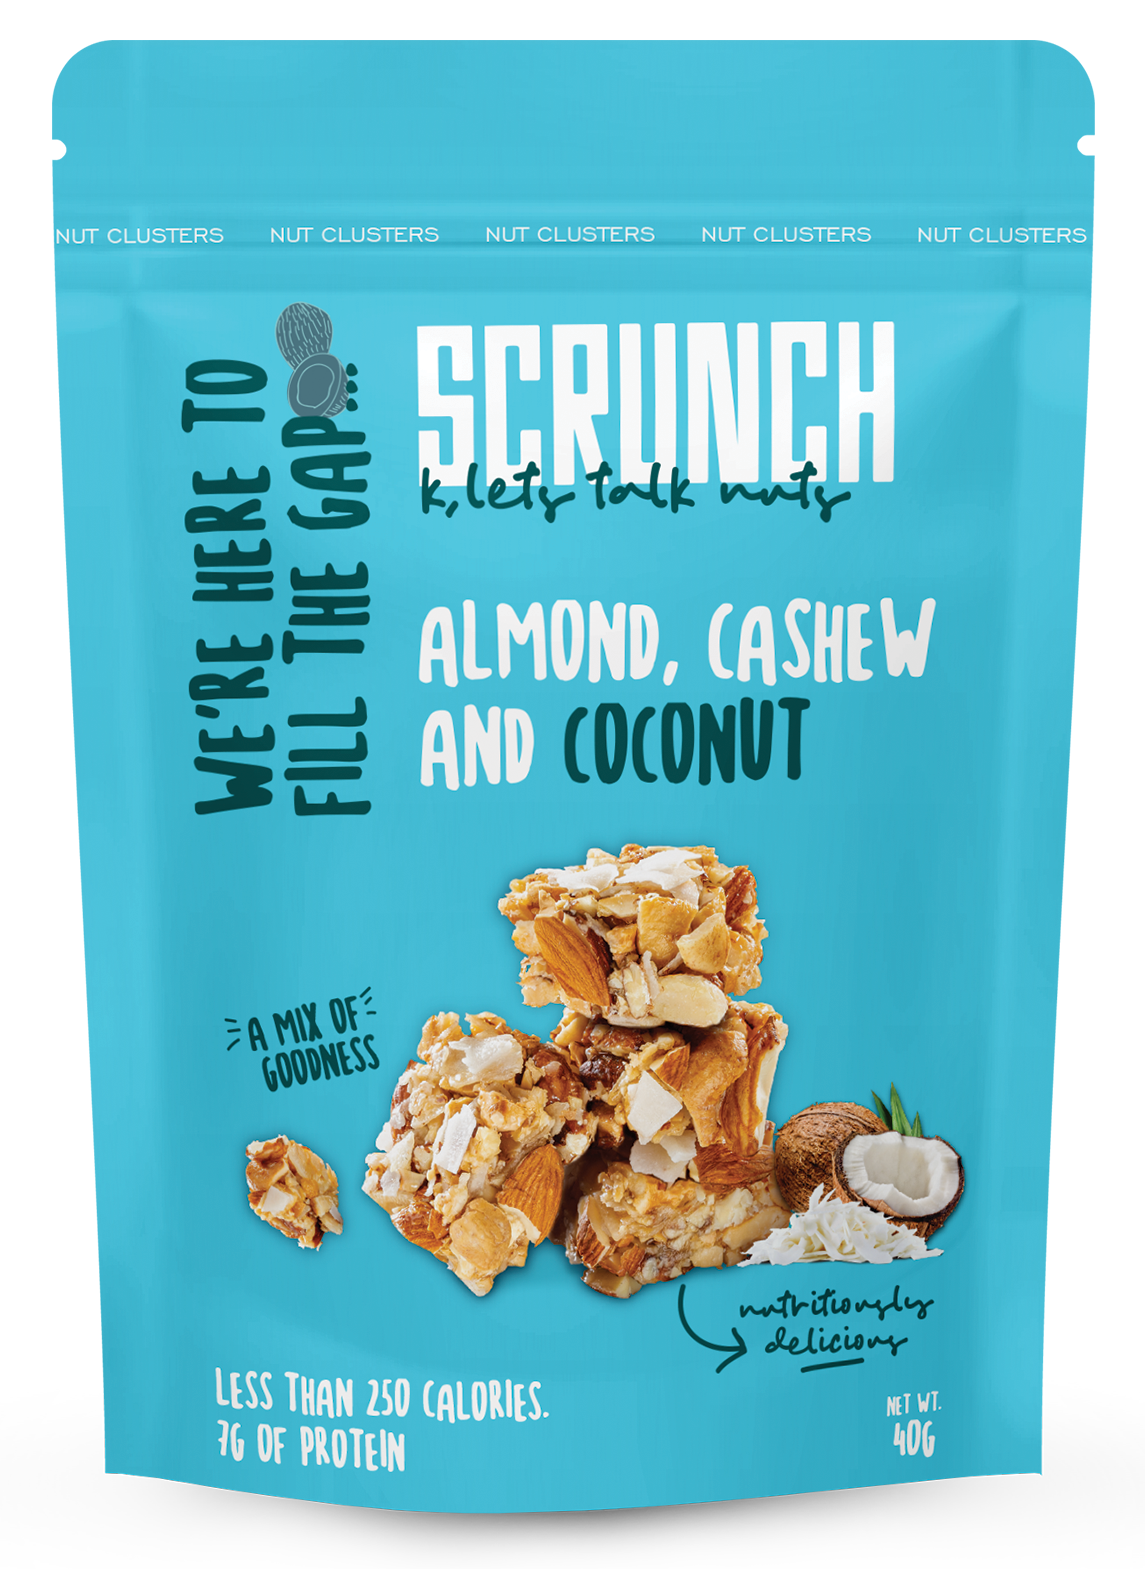 NUT CLUSTERS NUT CLUSTERS NUT CLUSTERS NUT CLUSTERS NUT CLUSTERS
WE'RE HERE TO
FILL THE GAP...
SCRUNCH
k, lets talk nuts
ALMOND, CASHEW
AND COCONUT
A MIX OF
GOODNESS
nutritiously
delicious
LESS THAN 250 CALORIES.
7G OF PROTEIN
NET WT.
40G